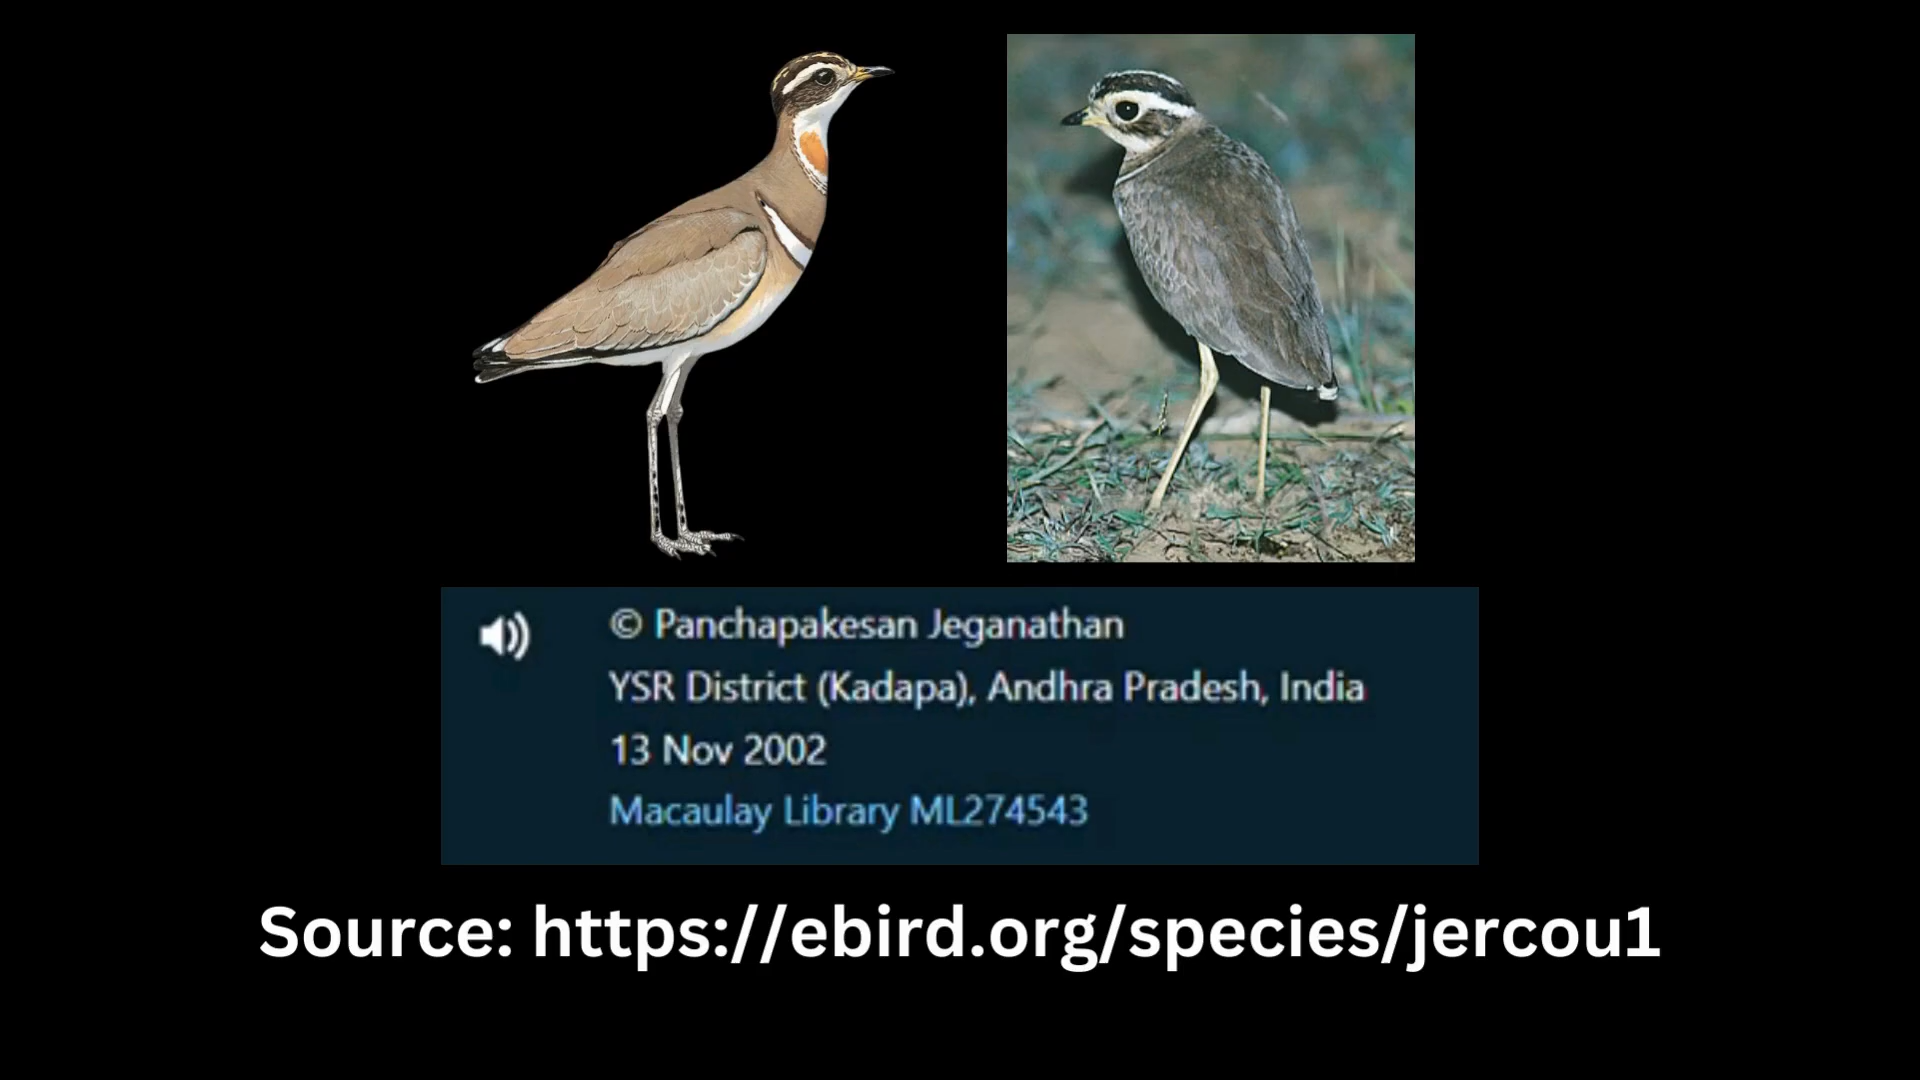 © Panchapakesan Jeganathan
YSR District (Kadapa), Andhra Pradesh, India
13 Nov 2002
Macaulay Library ML274543
Source: https://ebird.org/species/jercou1